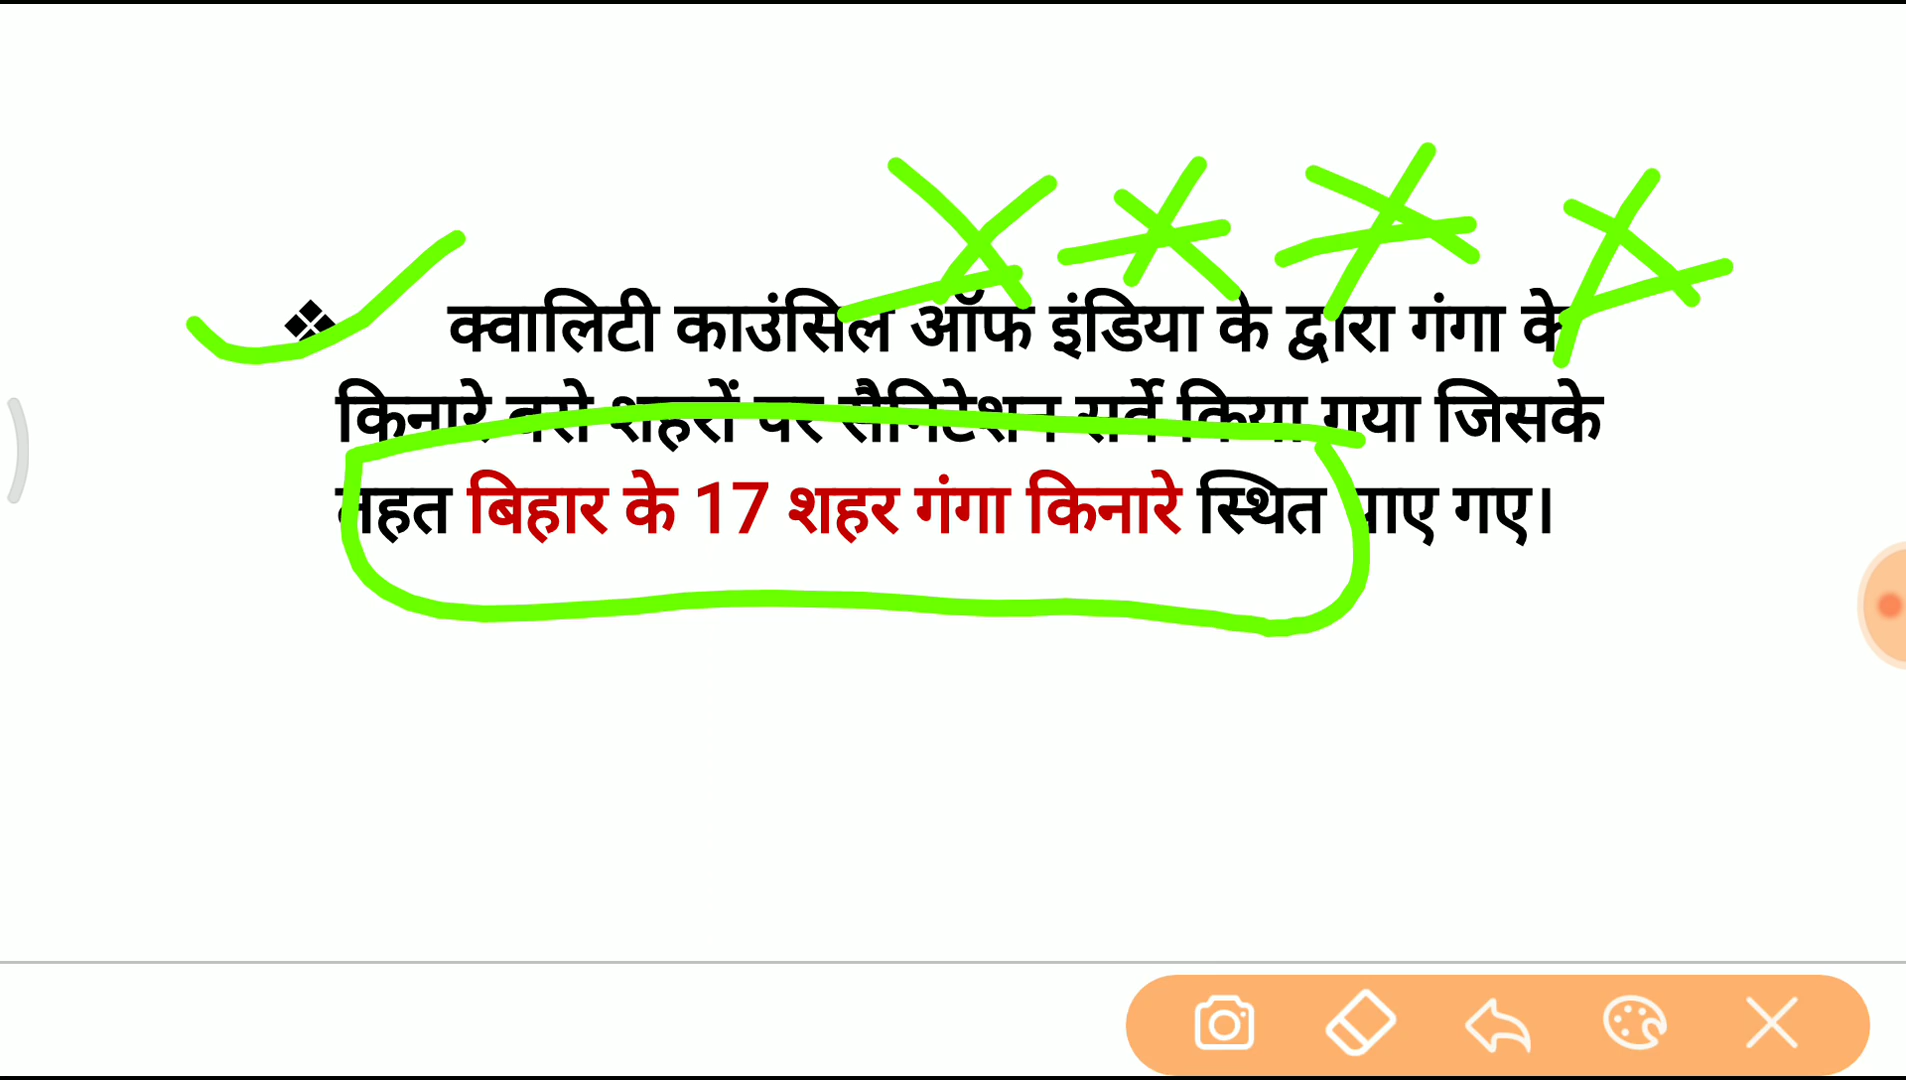 ❖ क्वालिटी काउंसिल ऑफ इंडिया के द्वारा गंगा के
किनारे बसे शहरों पर सैनिटेशन सर्वे किया गया जिसके
तहत बिहार के 17 शहर गंगा किनारे स्थित पाए गए।